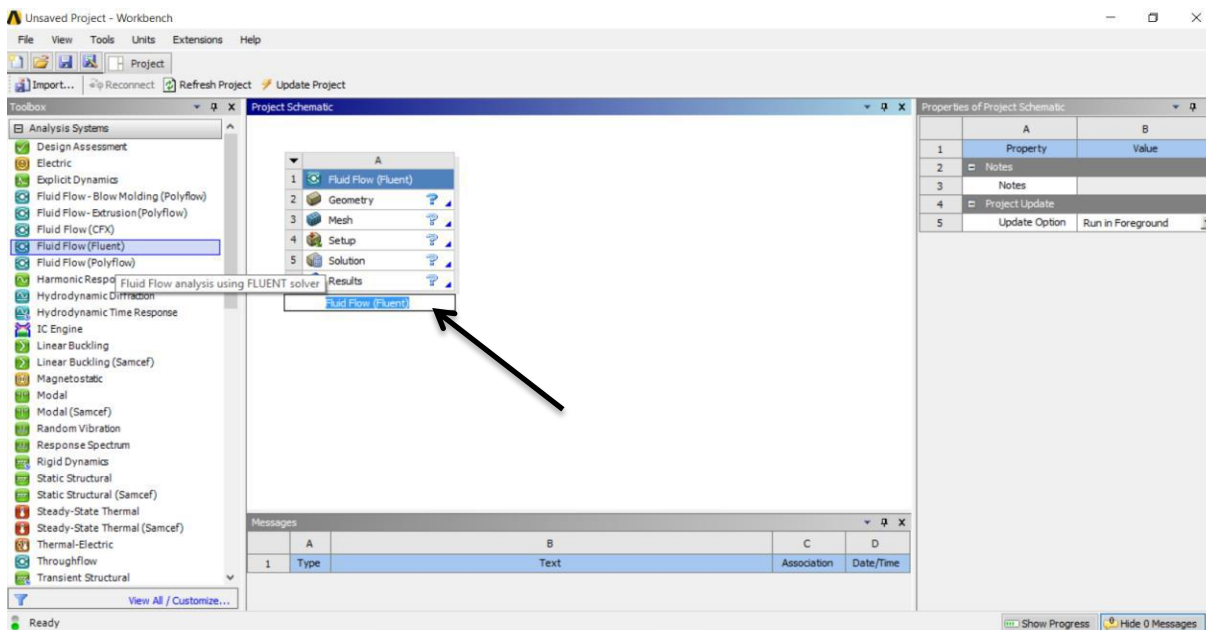 Unsaved Project - Workbench
File View Tools Units Extensions Help
Project
Import... Reconnect Refresh Project Update Project
Toolbox
Analysis Systems
Design Assessment
Electric
Explicit Dynamics
Fluid Flow - Blow Molding (Polyflow)
Fluid Flow - Extrusion (Polyflow)
Fluid Flow (CFX)
Fluid Flow (Fluent)
Fluid Flow (Polyflow)
Harmonic
Fluid Flow analysis using FLUENT solver
Hydrodynamic Diffraction
Hydrodynamic Time Response
IC Engine
Linear Buckling
Linear Buckling (Samcef)
Magnetostatic
Modal
Modal (Samcef)
Random Vibration
Response Spectrum
Rigid Dynamics
Static Structural
Static Structural (Samcef)
Steady-State Thermal
Steady-State Thermal (Samcef)
Thermal-Electric
Throughflow
Transient Structural
View All / Customize...
Project Schematic
A
1 Fluid Flow (Fluent)
2 Geometry ?
3 Mesh ?
4 Setup ?
5 Solution ?
Results ?
Fluid Flow (Fluent)
Messages
A B C D
1 Type Text Association Date/Time
Properties of Project Schematic
A B
1 Property Value
2 Notes
3 Notes
4 Project Update
5 Update Option Run in Foreground
Ready
Show Progress 0 Hide 0 Messages